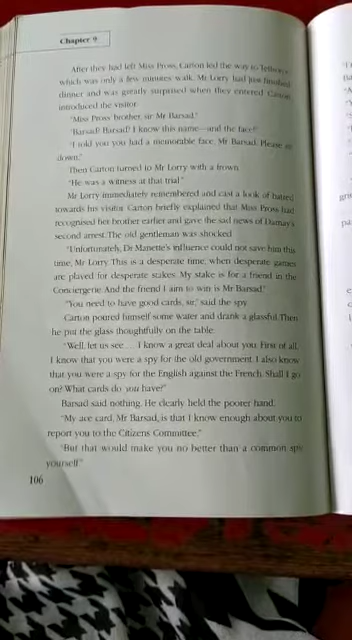 Chapter 9
After they had left Miss Pross, Carton led the way to Tellson's,
which was only a few minutes' walk. Mr Lorry had just finished
dinner and was greatly surprised when they entered. Carton
introduced the visitor.
"Miss Pross' brother, sir. Mr Barsad."
"Barsad? Barsad? I know this name—and the face!"
"I told you you had a memorable face, Mr Barsad. Please sit
down."
Then Carton turned to Mr Lorry with a frown.
"He was a witness at that trial."
Mr Lorry immediately remembered and cast a look of hatred
towards his visitor. Carton briefly explained that Miss Pross had
recognised her brother earlier and gave the sad news of Darnay's
second arrest. The old gentleman was shocked.
"Unfortunately, Dr Manette's influence could not save him this
time, Mr Lorry. This is a desperate time, when desperate games
are played for desperate stakes. My stake is for a friend in the
Conciergerie. And the friend I aim to win is Mr Barsad."
"You need to have good cards, sir," said the spy.
Carton poured himself some water and drank a glassful. Then
he put the glass thoughtfully on the table.
"Well, let us see . . . I know a great deal about you. First of all,
I know that you were a spy for the old government. I also know
that you were a spy for the English against the French. Shall I go
on? What cards do you have?"
Barsad said nothing. He clearly held the poorer hand.
"My ace card, Mr Barsad, is that I know enough about you to
report you to the Citizens Committee."
"But that would make you no better than a common spy
yourself."
106